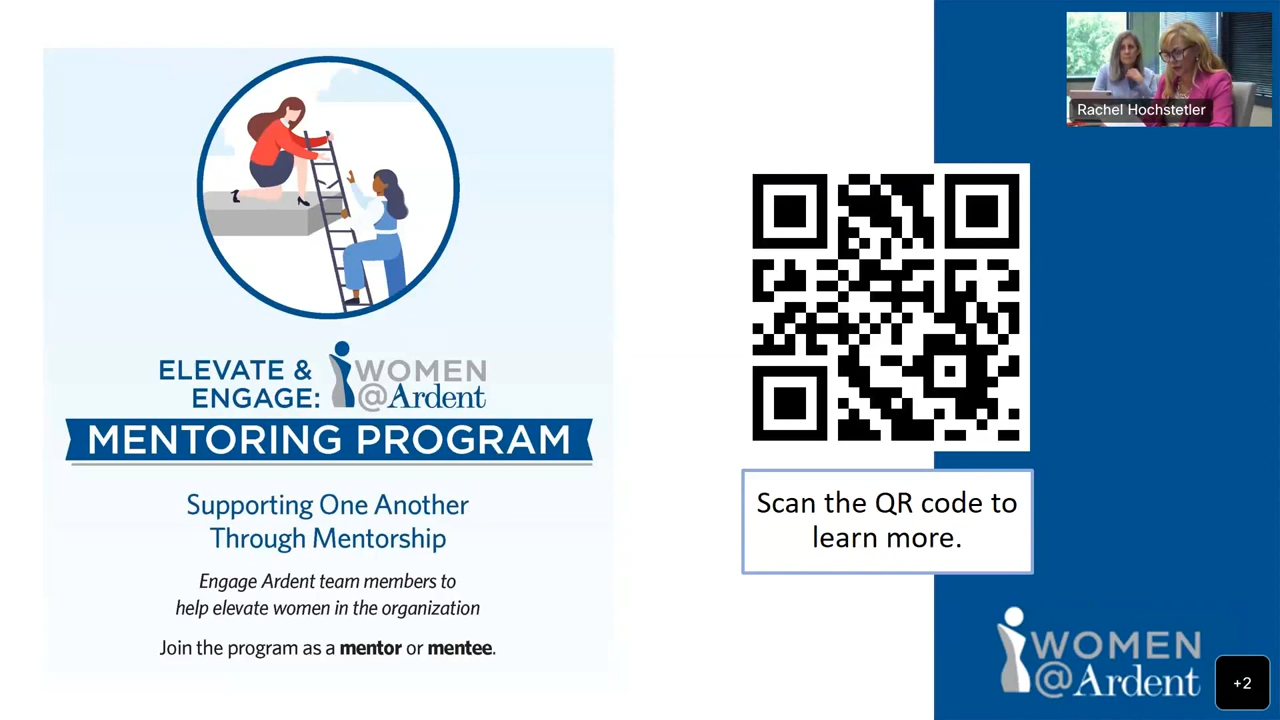 Rachel Hochstetler
ELEVATE &
ENGAGE:
WOMEN
@Ardent
MENTORING PROGRAM
Supporting One Another
Through Mentorship
Engage Ardent team members to
help elevate women in the organization
Join the program as a mentor or mentee.
Scan the QR code to
learn more.
WOMEN
@Ardent
+2